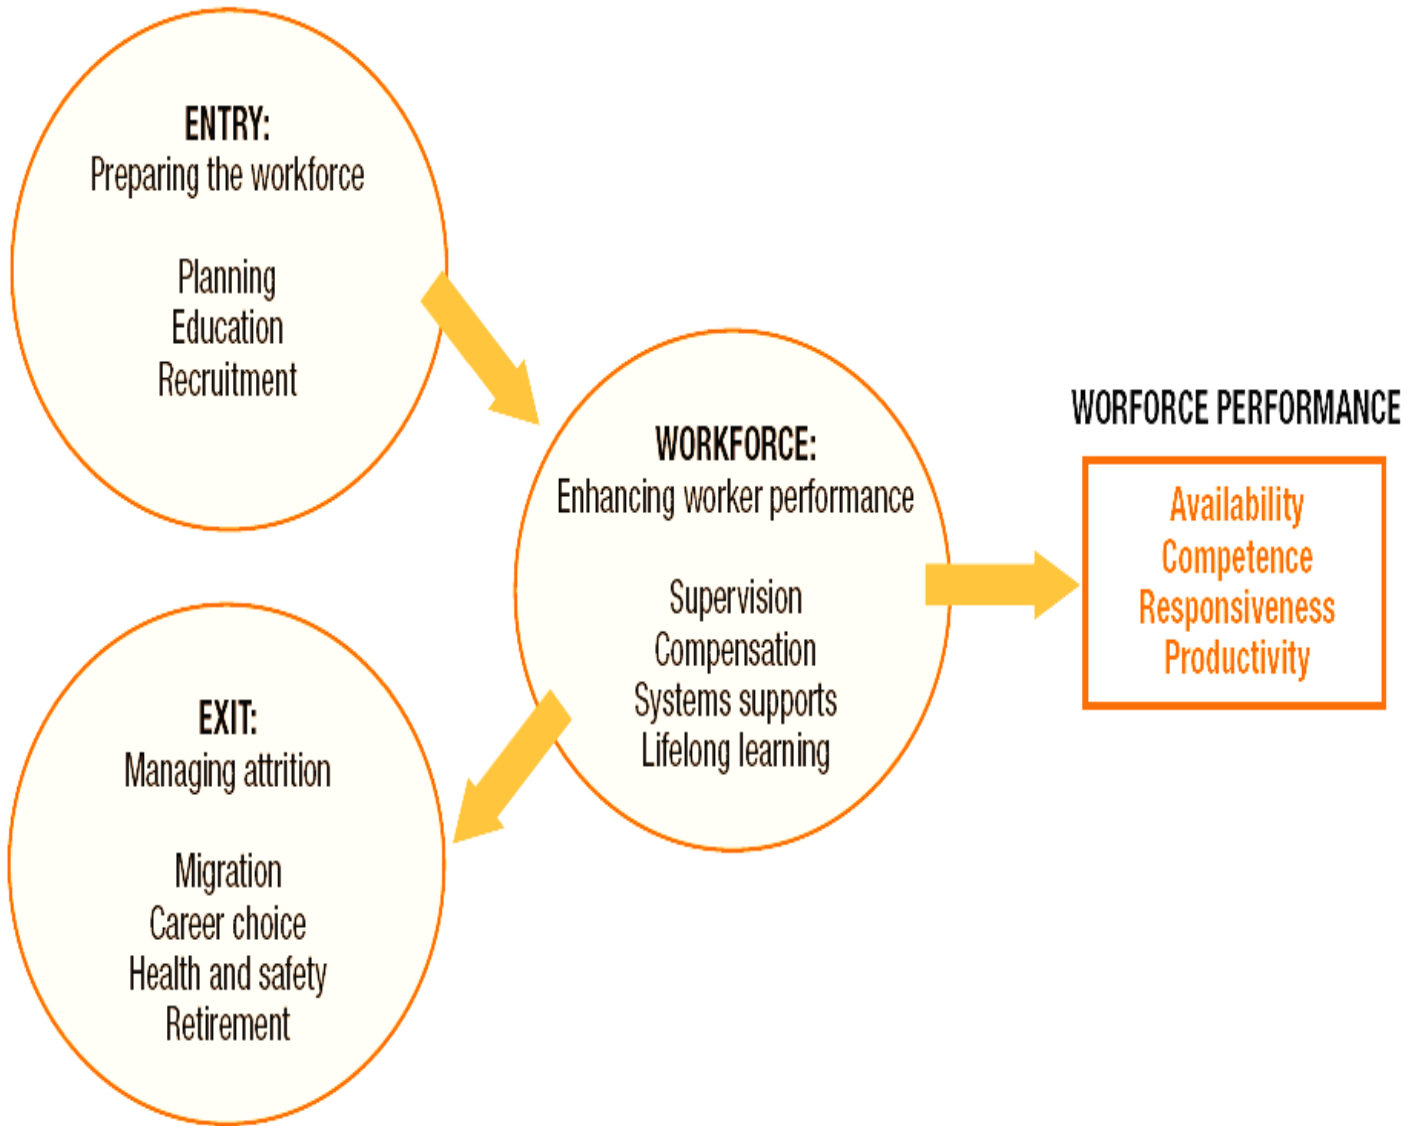 ENTRY:
Preparing the workforce
Planning
Education
Recruitment
WORKFORCE:
Enhancing worker performance
Supervision
Compensation
Systems supports
Lifelong learning
EXIT:
Managing attrition
Migration
Career choice
Health and safety
Retirement
WORFORCE PERFORMANCE
Availability
Competence
Responsiveness
Productivity